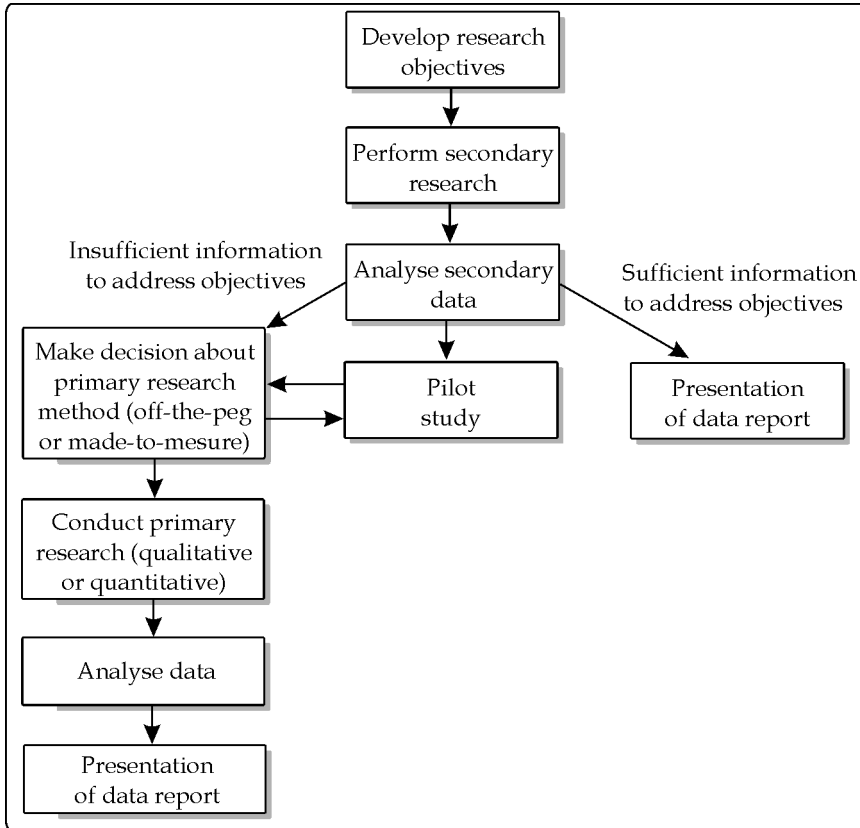 Develop research
objectives
Perform secondary
research
Insufficient information
to address objectives
Analyse secondary
data
Sufficient information
to address objectives
Make decision about
primary research
method (off-the-peg
or made-to-mesure)
Pilot
study
Presentation
of data report
Conduct primary
research (qualitative
or quantitative)
Analyse data
Presentation
of data report